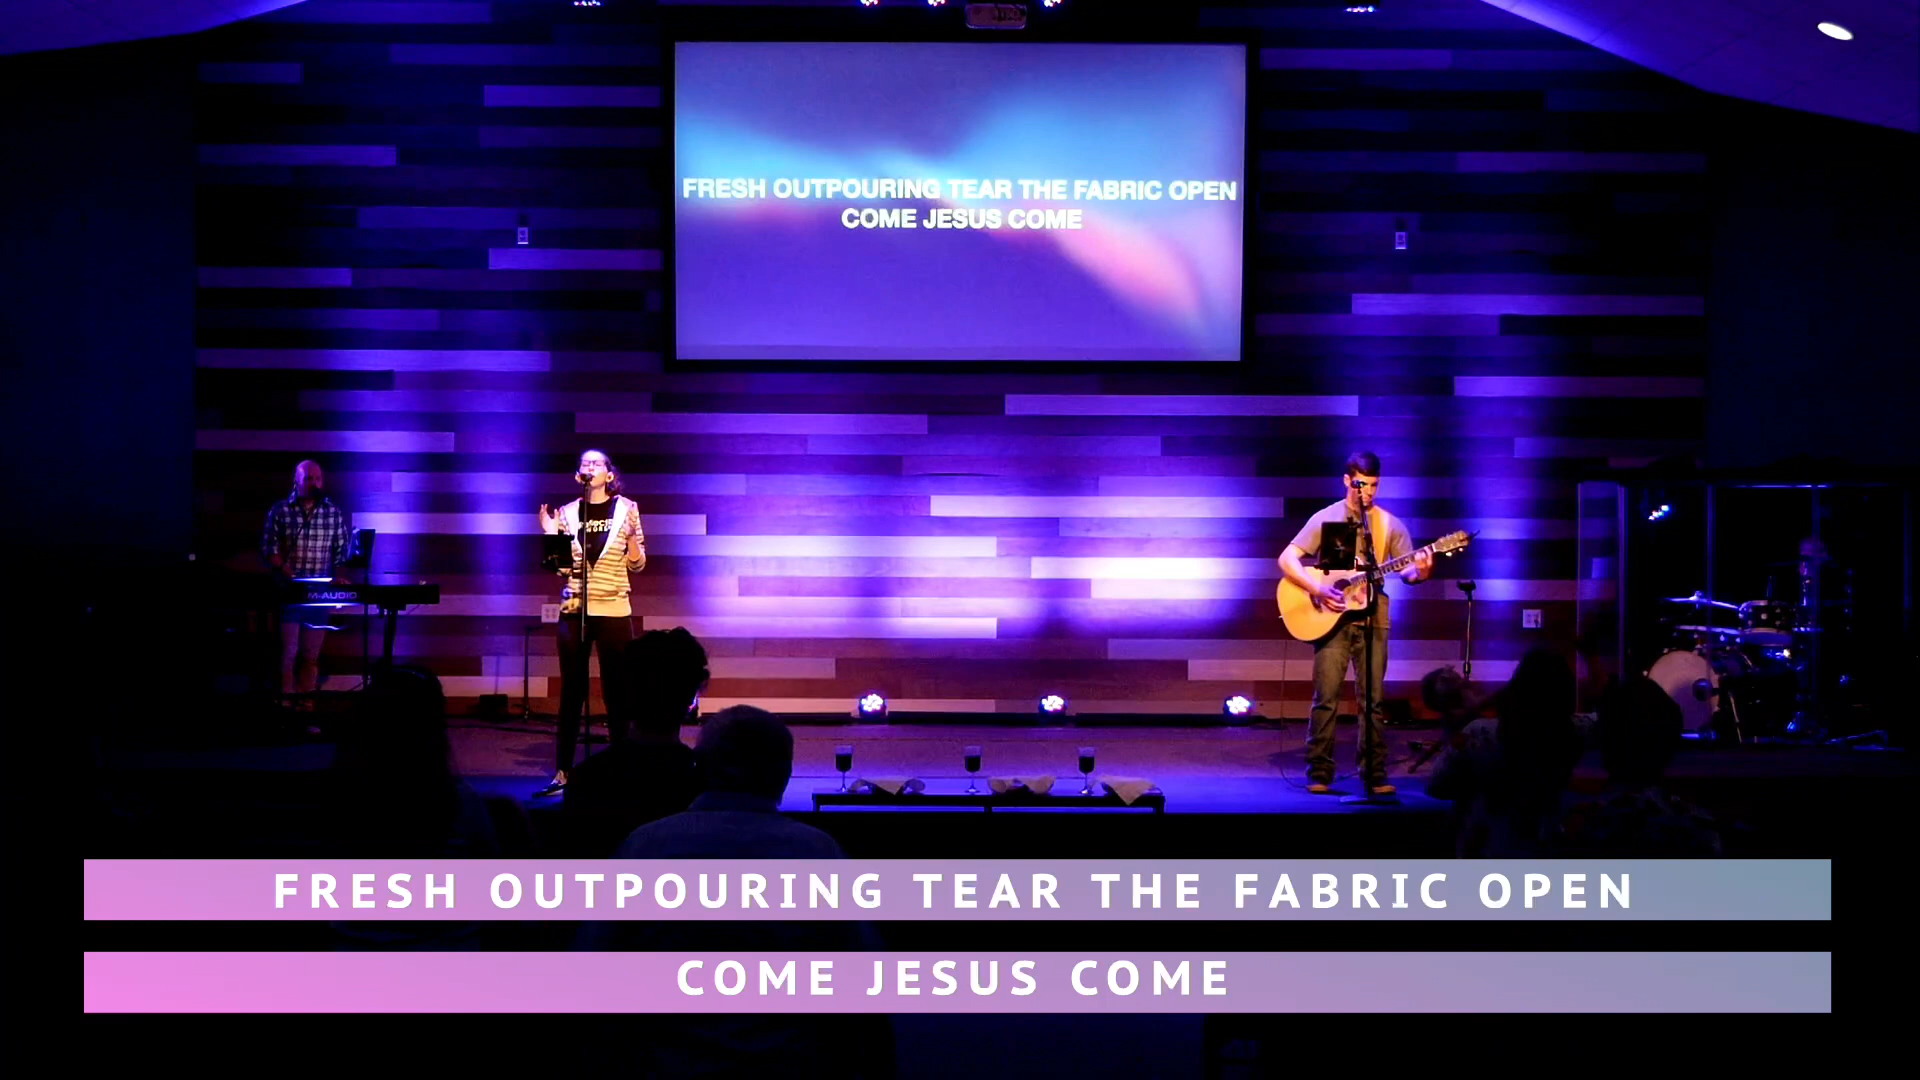 FRESH OUTPOURING TEAR THE FABRIC OPEN
COME JESUS COME
M-AUDIO
FRESH OUTPOURING TEAR THE FABRIC OPEN
COME JESUS COME